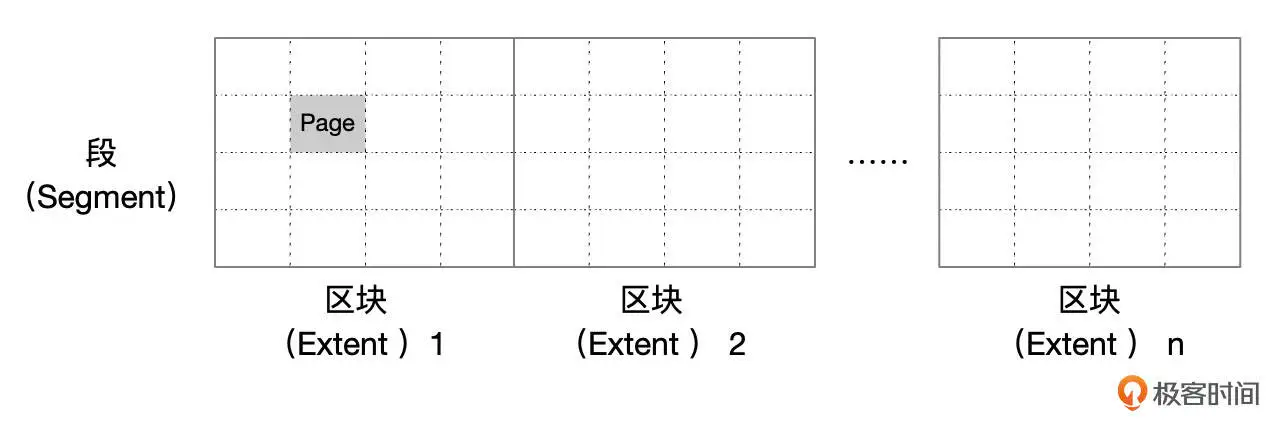 Page
段
（Segment）
……
区块
（Extent ）1
区块
（Extent ） 2
区块
（Extent ） n
极客时间